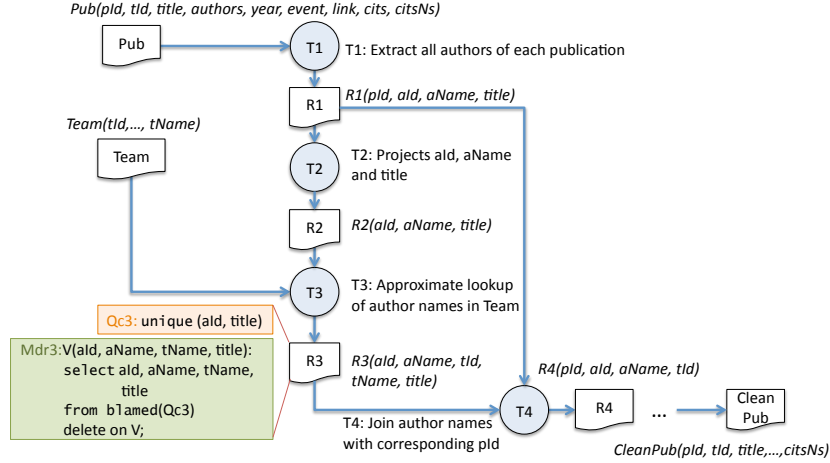 Pub(pId, tId, title, authors, year, event, link, cits, citsNs)
Pub
T1
T1: Extract all authors of each publication
R1
R1(pId, aId, aName, title)
Team(tId,..., tName)
Team
T2
T2: Projects aId, aName
and title
R2
R2(aId, aName, title)
T3
T3: Approximate lookup
of author names in Team
Qc3: unique (aId, title)
Mdr3:V(aId, aName, tName, title):
select aId, aName, tName,
title
from blamed(Qc3)
delete on V;
R3
R3(aId, aName, tId,
tName, title)
T4: Join author names
with corresponding pId
T4
R4(pId, aId, aName, tId)
R4
...
Clean
Pub
CleanPub(pId, tId, title,...,citsNs)